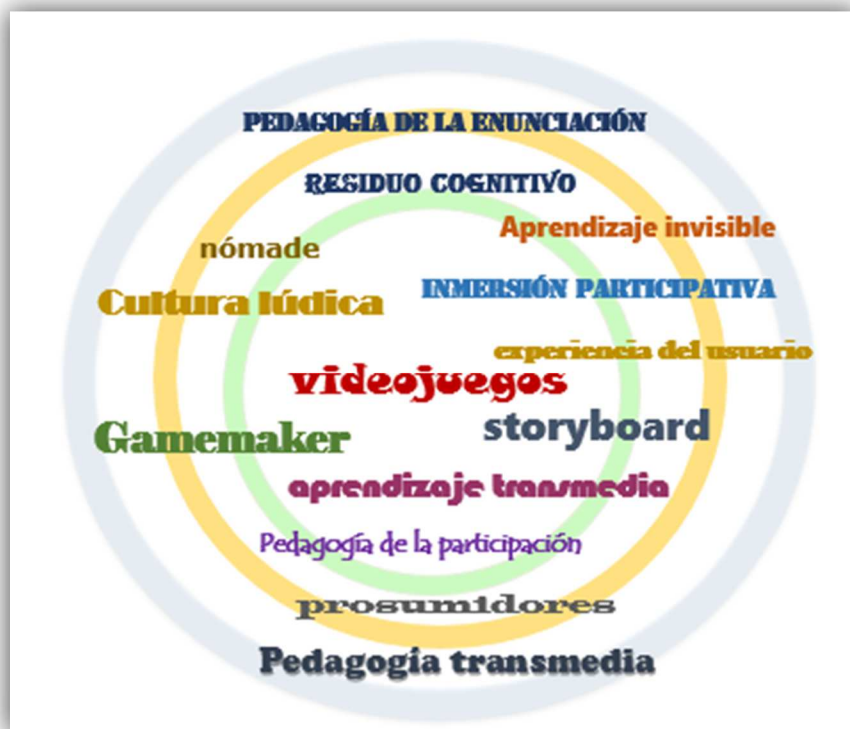 PEDAGOGÍA DE LA ENUNCIACIÓN
RESIDUO COGNITIVO
Aprendizaje invisible
nómade
INMERSIÓN PARTICIPATIVA
Cultura lúdica
experiencia del usuario
videojuegos
storyboard
Gamemaker
aprendizaje transmedia
Pedagogía de la participación
prosumidores
Pedagogía transmedia